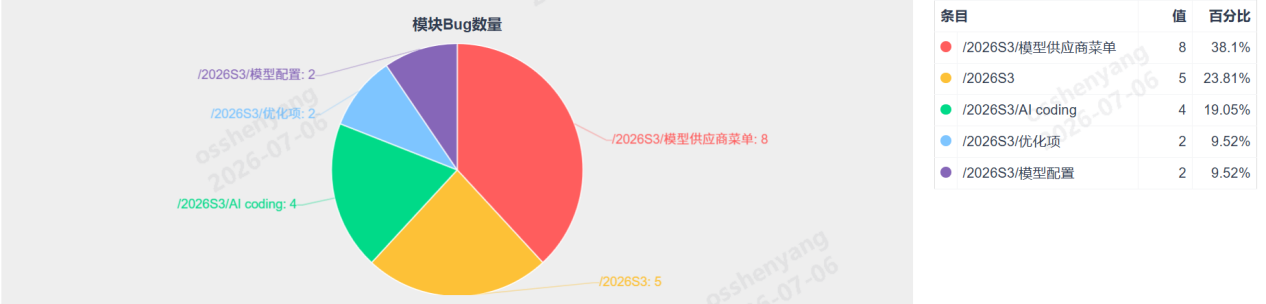 模块Bug数量
/2026S3/模型配置: 2
/2026S3/优化项: 2
/2026S3/模型供应商菜单: 8
/2026S3/AI coding: 4
/2026S3: 5
osshenyang
2026-07-06
osshenyang
条目 值 百分比
/2026S3/模型供应商菜单 8 38.1%
/2026S3 5 23.81%
/2026S3/AI coding 4 19.05%
/2026S3/优化项 2 9.52%
/2026S3/模型配置 2 9.52%
osshenyang
2026-07-06